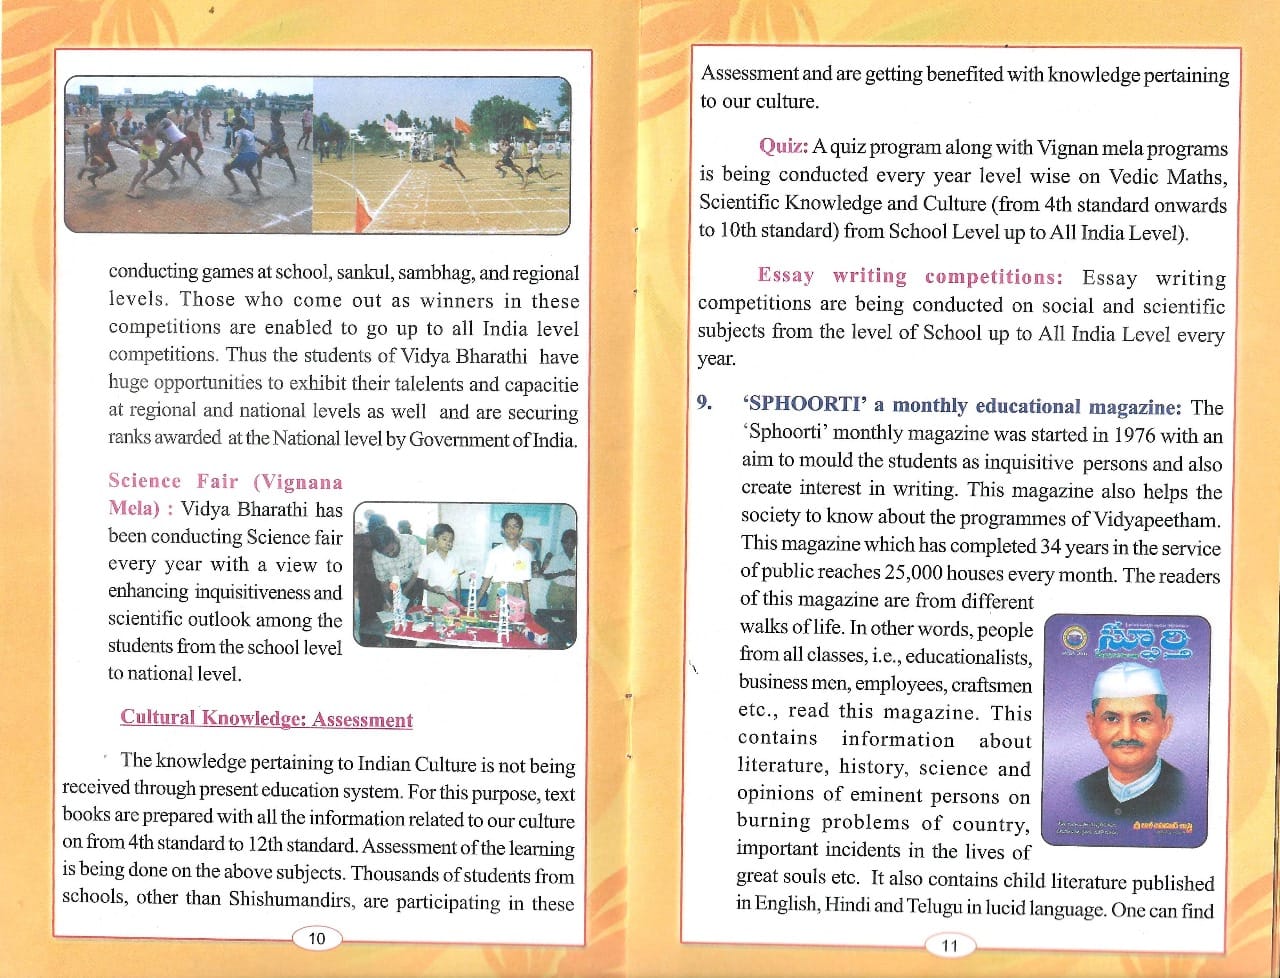 conducting games at school, sankul, sambhag, and regional
levels. Those who come out as winners in these
competitions are enabled to go up to all India level
competitions. Thus the students of Vidya Bharathi have
huge opportunities to exhibit their talelents and capacitie
at regional and national levels as well and are securing
ranks awarded at the National level by Government of India.
Science Fair (Vignana
Mela) : Vidya Bharathi has
been conducting Science fair
every year with a view to
enhancing inquisitiveness and
scientific outlook among the
students from the school level
to national level.
Cultural Knowledge: Assessment
The knowledge pertaining to Indian Culture is not being
received through present education system. For this purpose, text
books are prepared with all the information related to our culture
on from 4th standard to 12th standard. Assessment of the learning
is being done on the above subjects. Thousands of students from
schools, other than Shishumandirs, are participating in these
10
Assessment and are getting benefited with knowledge pertaining
to our culture.
Quiz: A quiz program along with Vignan mela programs
is being conducted every year level wise on Vedic Maths,
Scientific Knowledge and Culture (from 4th standard onwards
to 10th standard) from School Level up to All India Level).
Essay writing competitions: Essay writing
competitions are being conducted on social and scientific
subjects from the level of School up to All India Level every
year.
9. ‘SPHOORTI’ a monthly educational magazine: The
‘Sphoorti’ monthly magazine was started in 1976 with an
aim to mould the students as inquisitive persons and also
create interest in writing. This magazine also helps the
society to know about the programmes of Vidyapeetham.
This magazine which has completed 34 years in the service
of public reaches 25,000 houses every month. The readers
of this magazine are from different
walks of life. In other words, people
from all classes, i.e., educationalists,
business men, employees, craftsmen
etc., read this magazine. This
contains information about
literature, history, science and
opinions of eminent persons on
burning problems of country,
important incidents in the lives of
great souls etc. It also contains child literature published
in English, Hindi and Telugu in lucid language. One can find
స్ఫూర్తి
11